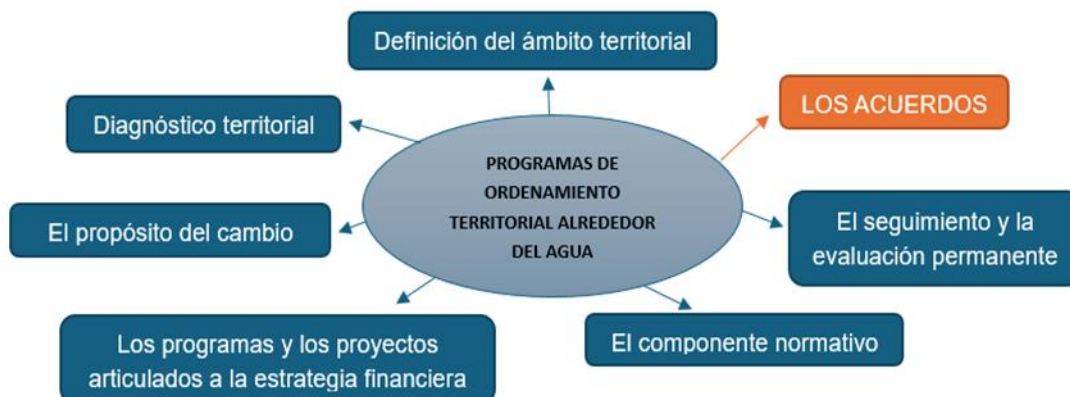 Definición del ámbito territorial
LOS ACUERDOS
Diagnóstico territorial
PROGRAMAS DE
ORDENAMIENTO
TERRITORIAL ALREDEDOR
DEL AGUA
El propósito del cambio
El seguimiento y la
evaluación permanente
Los programas y los proyectos
articulados a la estrategia financiera
El componente normativo